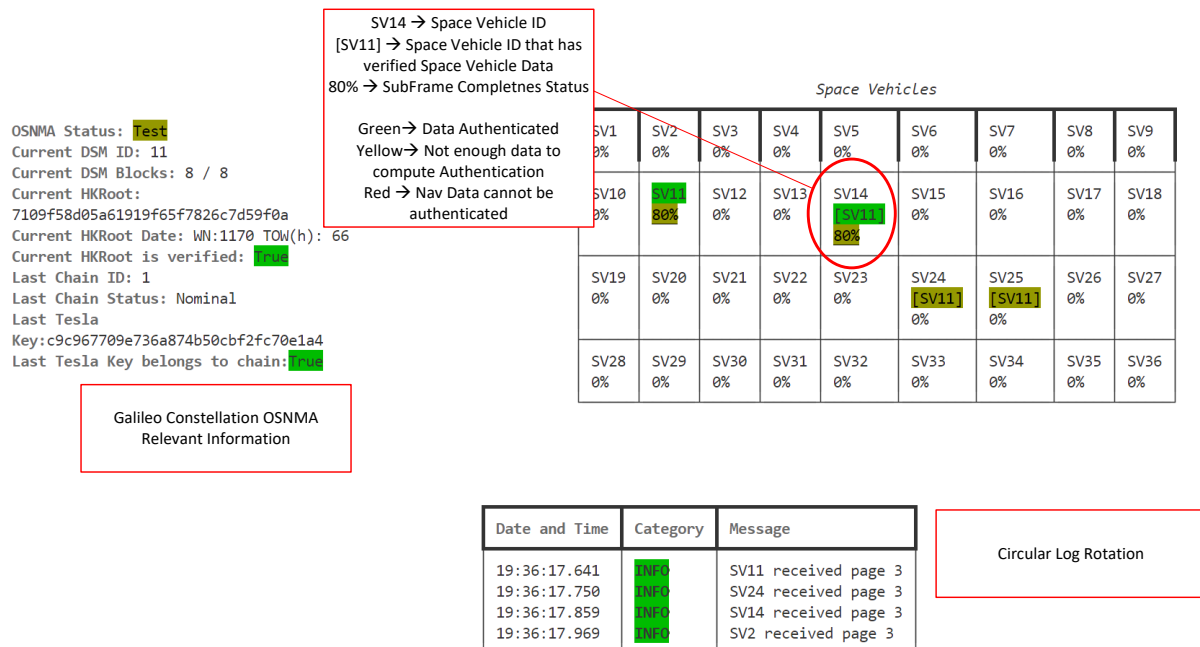 SV14 → Space Vehicle ID
[SV11] → Space Vehicle ID that has
verified Space Vehicle Data
80% → SubFrame Completnes Status
Green→ Data Authenticated
Yellow→ Not enough data to
compute Authentication
Red → Nav Data cannot be
authenticated
OSNMA Status: Test
Current DSM ID: 11
Current DSM Blocks: 8 / 8
Current HKRoot:
7109f58d05a61919f65f7826c7d59f0a
Current HKRoot Date: WN:1170 TOW(h): 66
Current HKRoot is verified: True
Last Chain ID: 1
Last Chain Status: Nominal
Last Tesla
Key:c9c967709e736a874b50cbf2fc70e1a4
Last Tesla Key belongs to chain:True
Galileo Constellation OSNMA
Relevant Information
Space Vehicles
SV1 SV2 SV3 SV4 SV5 SV6 SV7 SV8 SV9
0% 0% 0% 0% 0% 0% 0% 0% 0%
SV10 SV11 SV12 SV13 SV14 SV15 SV16 SV17 SV18
0% 80% 0% 0% [SV11] 0% 0% 0% 0%
80%
SV19 SV20 SV21 SV22 SV23 SV24 SV25 SV26 SV27
0% 0% 0% 0% 0% [SV11] [SV11] 0% 0%
0% 0%
SV28 SV29 SV30 SV31 SV32 SV33 SV34 SV35 SV36
0% 0% 0% 0% 0% 0% 0% 0% 0%
Date and Time Category Message
19:36:17.641 INFO SV11 received page 3
19:36:17.750 INFO SV24 received page 3
19:36:17.859 INFO SV14 received page 3
19:36:17.969 INFO SV2 received page 3
Circular Log Rotation